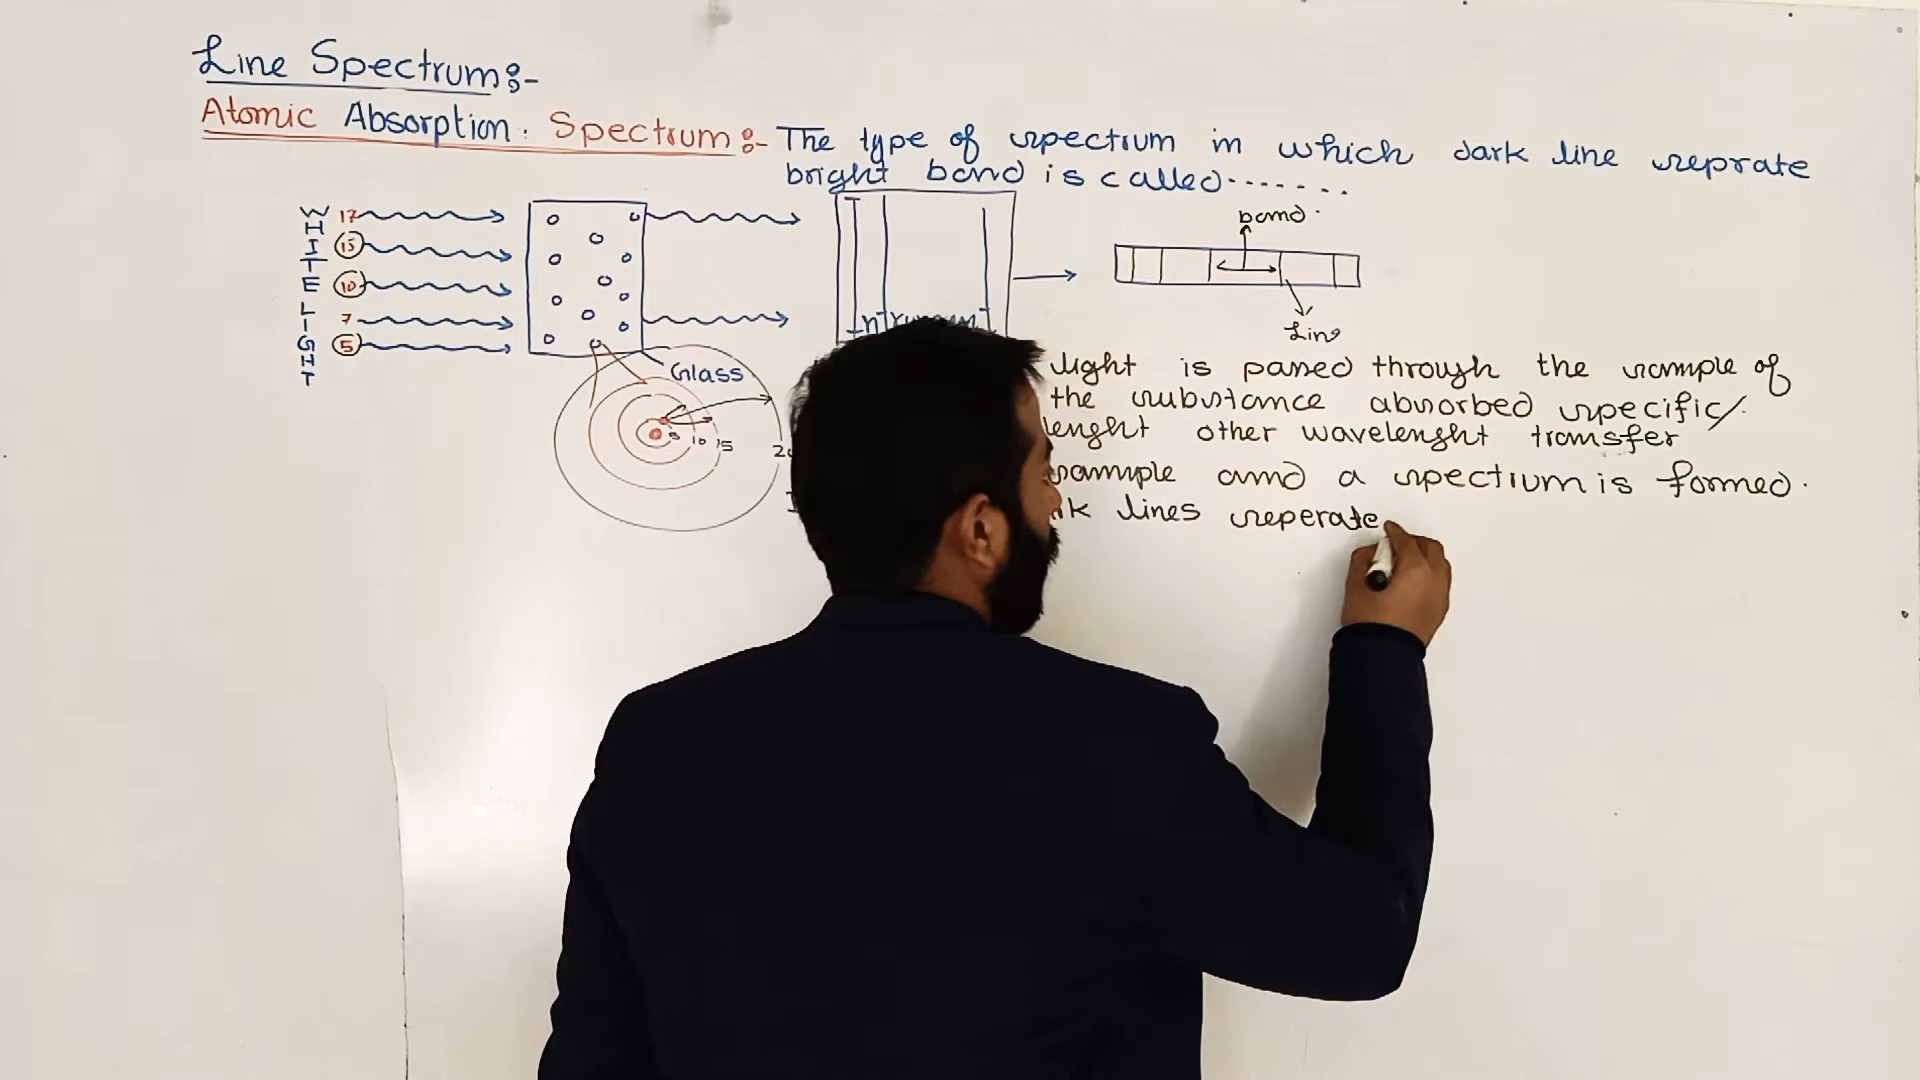 Line Spectrum:-
Atomic Absorption. Spectrum:- The type of spectrum in which dark line seprate
bright band is called.......
WHITE LIGHT
17
15
10
7
5
band.
Line
Glass
10 15
light is passed through the sample of
the substance absorbed specific/
lenght other wavelenght transfer
sample and a spectrum is formed.
lines seperate